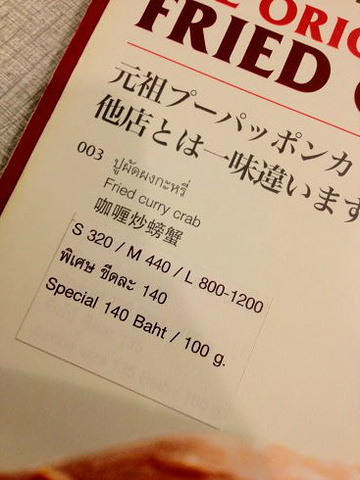 ORIG
FRIED
元祖プーパッポンカ
他店とは一味違います
003 ปูผัดผงกะหรี่
Fried curry crab
咖喱炒螃蟹
S 320 / M 440 / L 800-1200
พิเศษ ขีดละ 140
Special 140 Baht / 100 g.